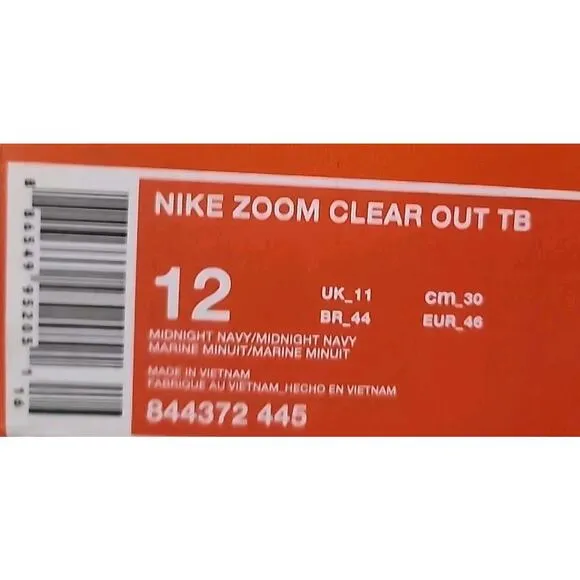 NIKE ZOOM CLEAR OUT TB
12
UK_11 cm_30
BR_44 EUR_46
MIDNIGHT NAVY/MIDNIGHT NAVY
MARINE MINUIT/MARINE MINUIT
MADE IN VIETNAM
FABRIQUE AU VIETNAM_HECHO EN VIETNAM
844372 445